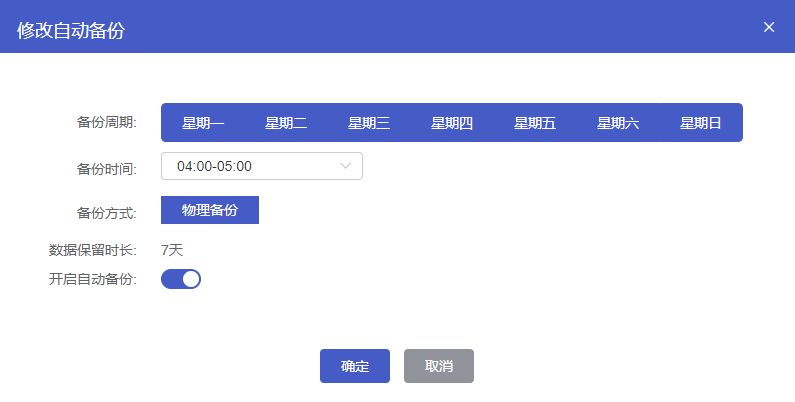 修改自动备份
备份周期: 星期一 星期二 星期三 星期四 星期五 星期六 星期日
备份时间: 04:00-05:00
备份方式: 物理备份
数据保留时长: 7天
开启自动备份:
确定 取消